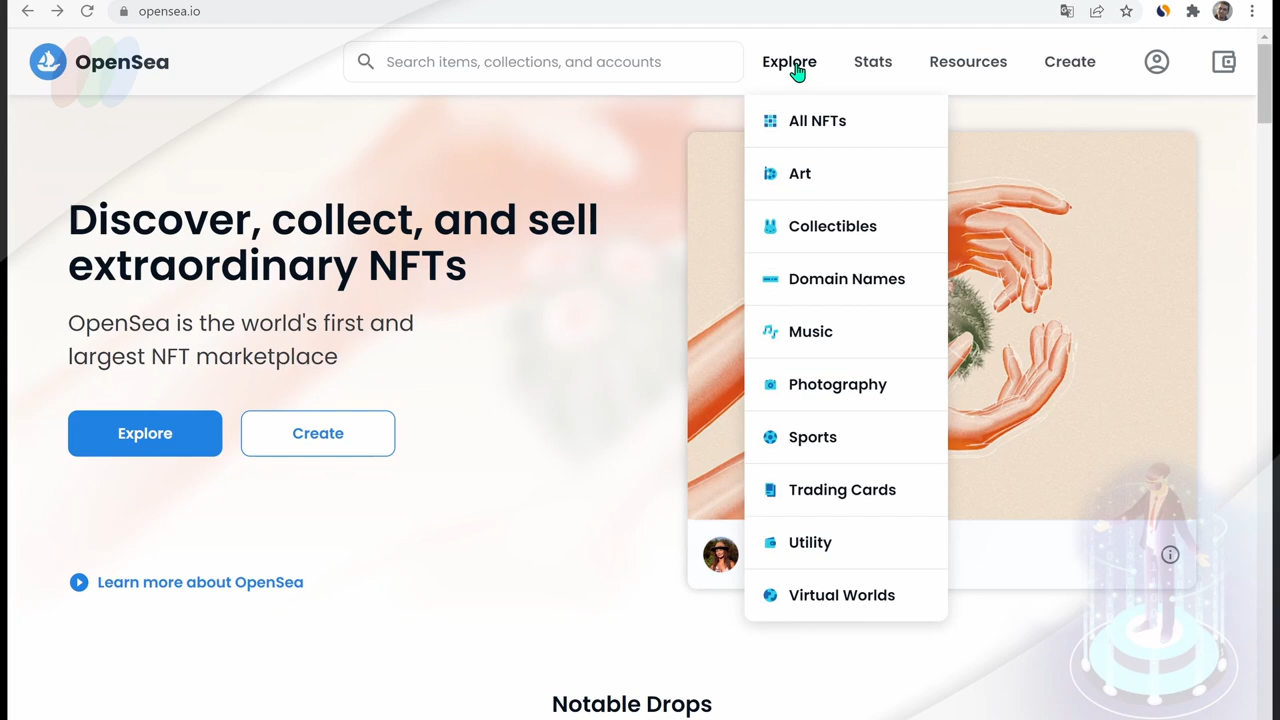 opensea.io
OpenSea
Search items, collections, and accounts
Explore
Stats
Resources
Create
All NFTs
Art
Collectibles
Domain Names
Music
Photography
Sports
Trading Cards
Utility
Virtual Worlds
Discover, collect, and sell
extraordinary NFTs
OpenSea is the world's first and
largest NFT marketplace
Explore
Create
Learn more about OpenSea
Notable Drops